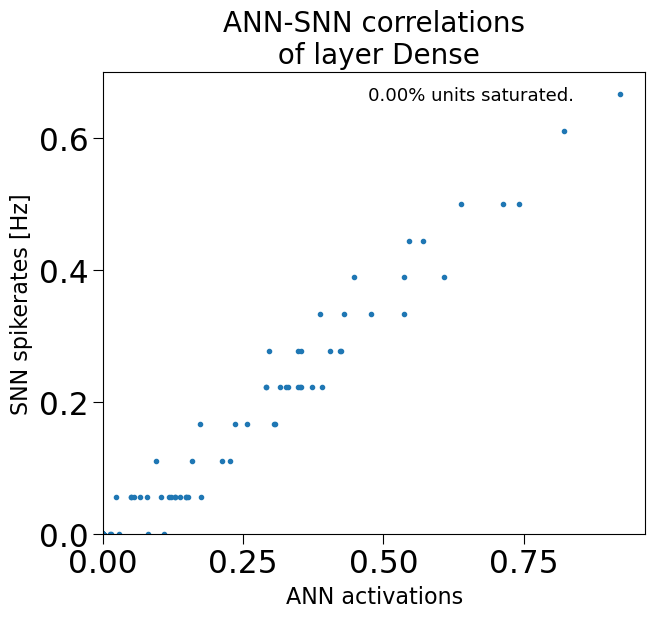 ANN-SNN correlations
of layer Dense
0.00% units saturated.
0.6
0.4
0.2
0.0
SNN spikerates [Hz]
0.00 0.25 0.50 0.75
ANN activations